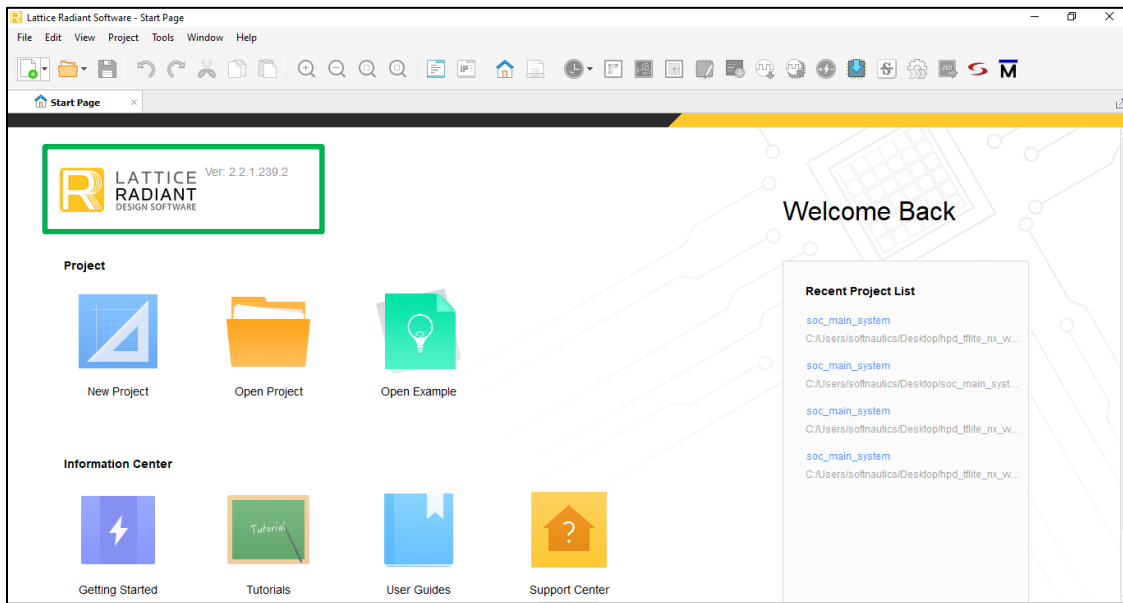 Lattice Radiant Software - Start Page
File Edit View Project Tools Window Help
IP
M
Start Page
R LATTICE RADIANT DESIGN SOFTWARE Ver: 2.2.1.239.2
Welcome Back
Project
New Project Open Project Open Example
Recent Project List
soc_main_system
C:/Users/softnautics/Desktop/hpd_tflite_nx_w...
soc_main_system
C:/Users/softnautics/Desktop/soc_main_syst...
soc_main_system
C:/Users/softnautics/Desktop/hpd_tflite_nx_w...
soc_main_system
C:/Users/softnautics/Desktop/hpd_tflite_nx_w...
Information Center
Tutorial
?
Getting Started Tutorials User Guides Support Center